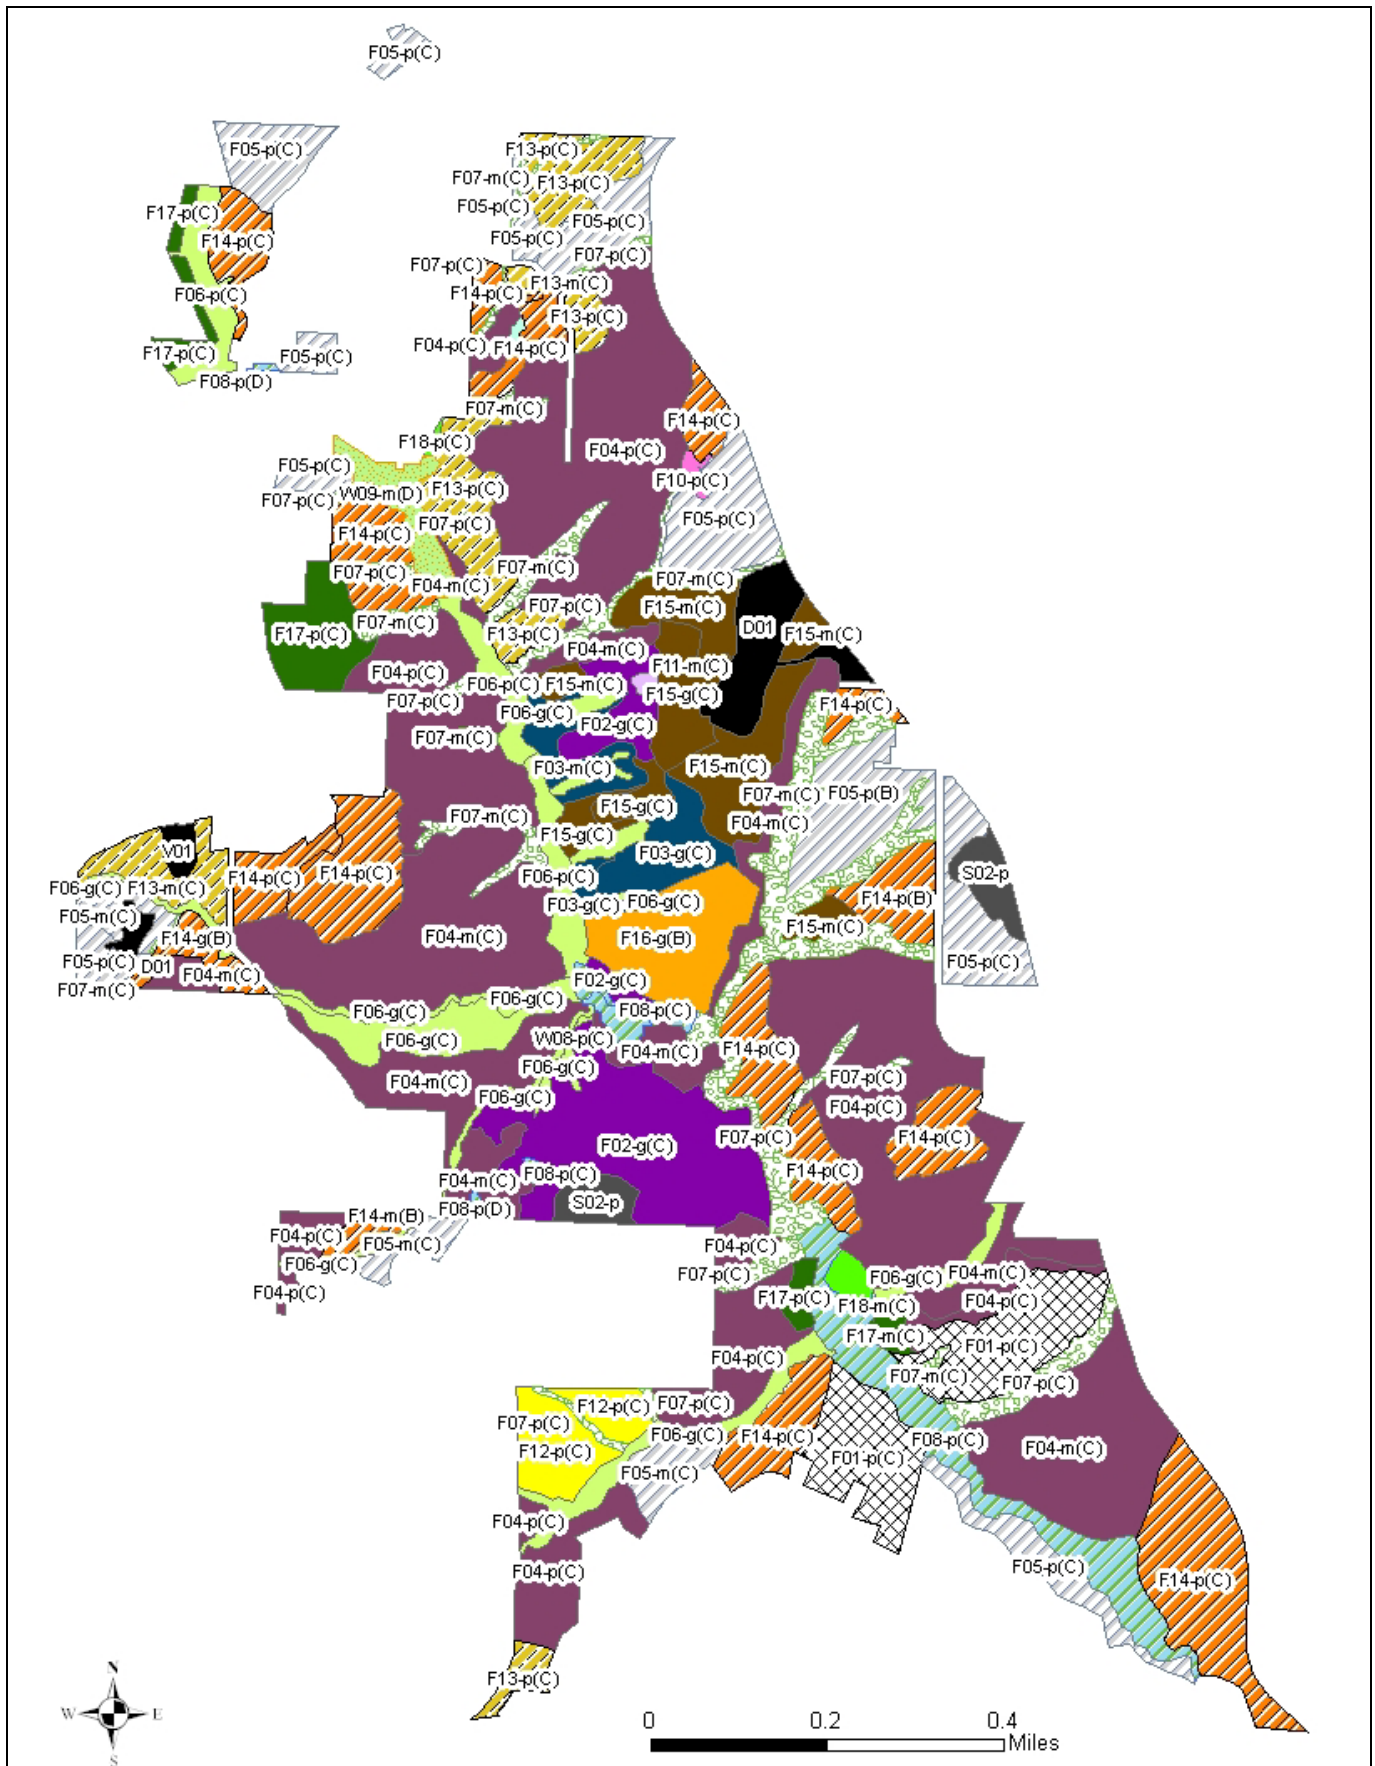 F05-p(C)
F05-p(C)
F13-p(C)
F07-m(C)
F13-p(C)
F05-p(C)
F17-p(C)
F05-p(C)
F14-p(C)
F05-p(C)
F07-p(C)
F07-p(C)
F13-m(C)
F14-p(C)
F06-p(C)
F13-p(C)
F04-p(C)
F14-p(C)
F17-p(C)
F05-p(C)
F08-p(D)
F07-m(C)
F14-p(C)
F18-p(C)
F04-p(C)
F05-p(C)
F10-p(C)
F07-p(C)
W09-m(D)
F13-p(C)
F05-p(C)
F14-p(C)
F07-p(C)
F07-p(C)
F07-m(C)
F04-m(C)
F07-m(C)
F15-m(C)
F07-p(C)
F07-m(C)
D01
F17-p(C)
F13-p(C)
F15-m(C)
F04-m(C)
F11-m(C)
F04-p(C)
F06-p(C)
F15-m(C)
F15-g(C)
F07-p(C)
F06-g(C)
F14-p(C)
F02-g(C)
F07-m(C)
F03-m(C)
F15-m(C)
F07-m(C)
F05-p(B)
F15-g(C)
F07-m(C)
F04-m(C)
F15-g(C)
V01
F03-g(C)
F14-p(C)
F14-p(C)
F06-p(C)
S02-p
F06-g(C)
F13-m(C)
F14-p(B)
F03-g(C)
F06-g(C)
F05-m(C)
F15-m(C)
F14-g(B)
F04-m(C)
F16-g(B)
F05-p(C)
D01
F04-m(C)
F05-p(C)
F02-g(C)
F07-m(C)
F06-g(C)
F06-g(C)
F08-p(C)
F06-g(C)
W08-p(C)
F04-m(C)
F14-p(C)
F06-g(C)
F04-m(C)
F07-p(C)
F06-g(C)
F04-p(C)
F07-p(C)
F14-p(C)
F02-g(C)
F14-p(C)
F08-p(C)
F04-m(C)
S02-p
F08-p(D)
F14-m(B)
F04-p(C)
F05-m(C)
F04-p(C)
F06-g(C)
F07-p(C)
F06-g(C)
F04-m(C)
F04-p(C)
F17-p(C)
F18-m(C)
F04-p(C)
F17-m(C)
F01-p(C)
F04-p(C)
F07-m(C)
F07-p(C)
F12-p(C)
F07-p(C)
F07-p(C)
F06-g(C)
F14-p(C)
F08-p(C)
F12-p(C)
F04-m(C)
F01-p(C)
F05-m(C)
F04-p(C)
F04-p(C)
F05-p(C)
F14-p(C)
F13-p(C)
N
W E
S
0 0.2 0.4
Miles